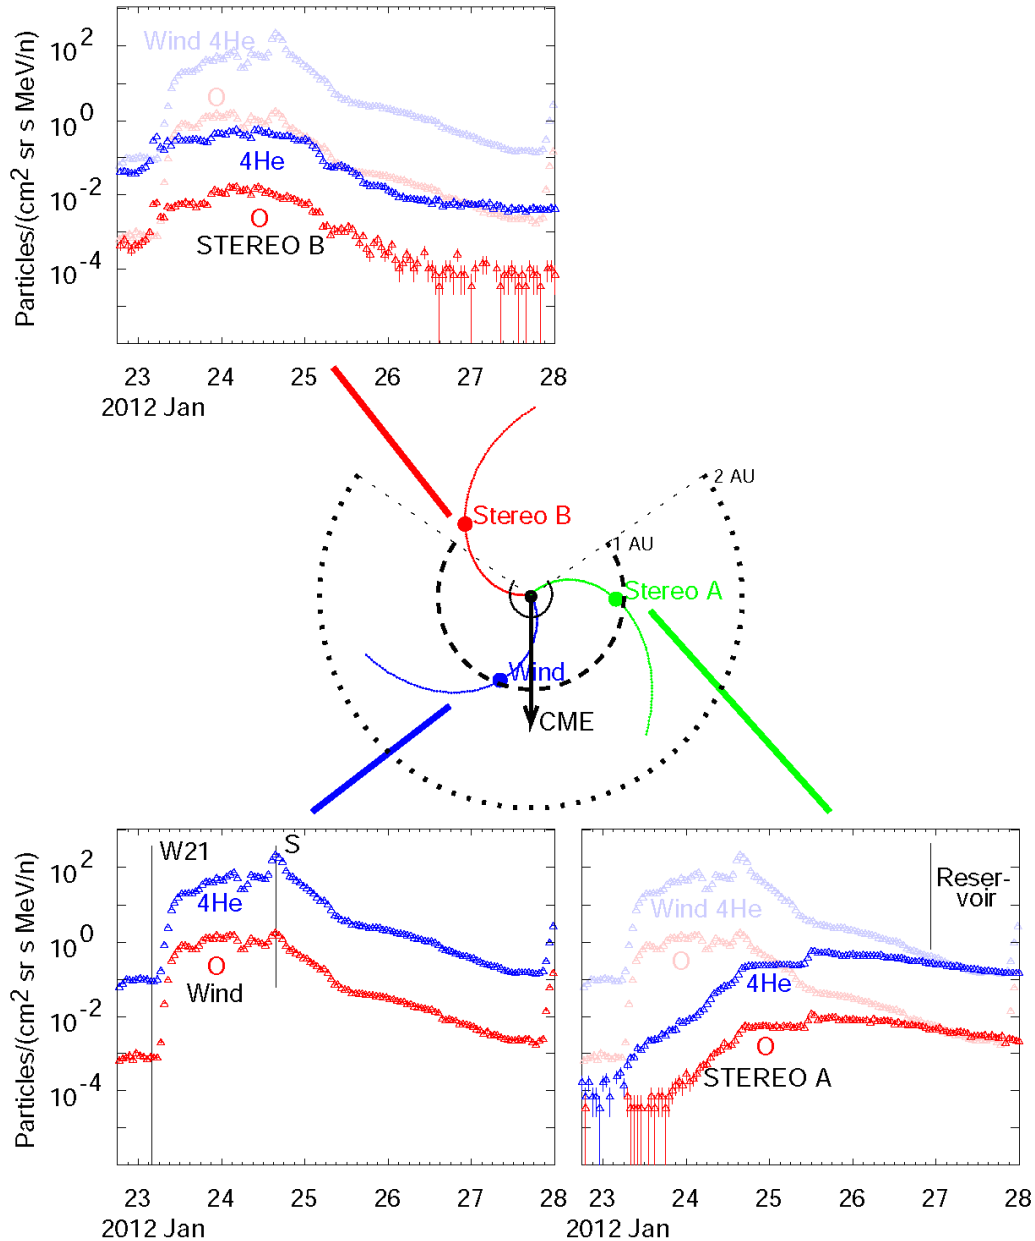 Particles/(cm2 sr s MeV/n)
10^2
10^0
10^-2
10^-4
Wind 4He
O
4He
O
STEREO B
23 24 25 26 27 28
2012 Jan
2 AU
1 AU
Stereo B
Stereo A
Wind
CME
Particles/(cm2 sr s MeV/n)
10^2
10^0
10^-2
10^-4
W21
S
4He
O
Wind
23 24 25 26 27 28
2012 Jan
Reser-
voir
Wind 4He
O
4He
O
STEREO A
23 24 25 26 27 28
2012 Jan